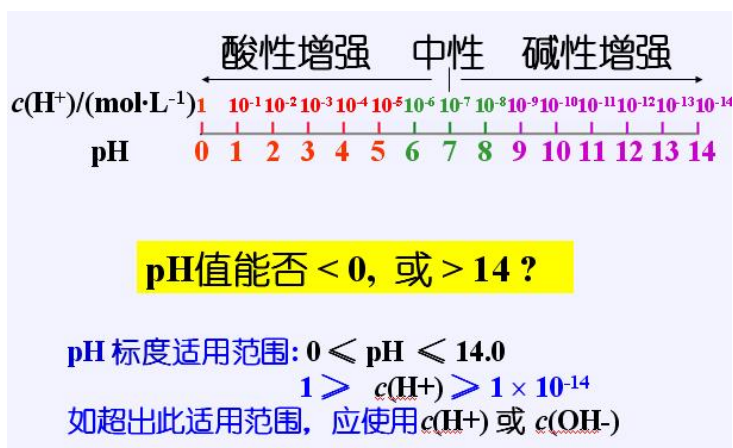 酸性增强 中性 碱性增强
c(H⁺)/(mol·L⁻¹) 1 10⁻¹ 10⁻² 10⁻³ 10⁻⁴ 10⁻⁵ 10⁻⁶ 10⁻⁷ 10⁻⁸ 10⁻⁹ 10⁻¹⁰ 10⁻¹¹ 10⁻¹² 10⁻¹³ 10⁻¹⁴
pH 0 1 2 3 4 5 6 7 8 9 10 11 12 13 14
pH值能否 < 0, 或 > 14 ?
pH 标度适用范围: 0 ≤ pH ≤ 14.0
1 ≥ c(H+) ≥ 1 × 10⁻¹⁴
如超出此适用范围, 应使用c(H+) 或 c(OH-)